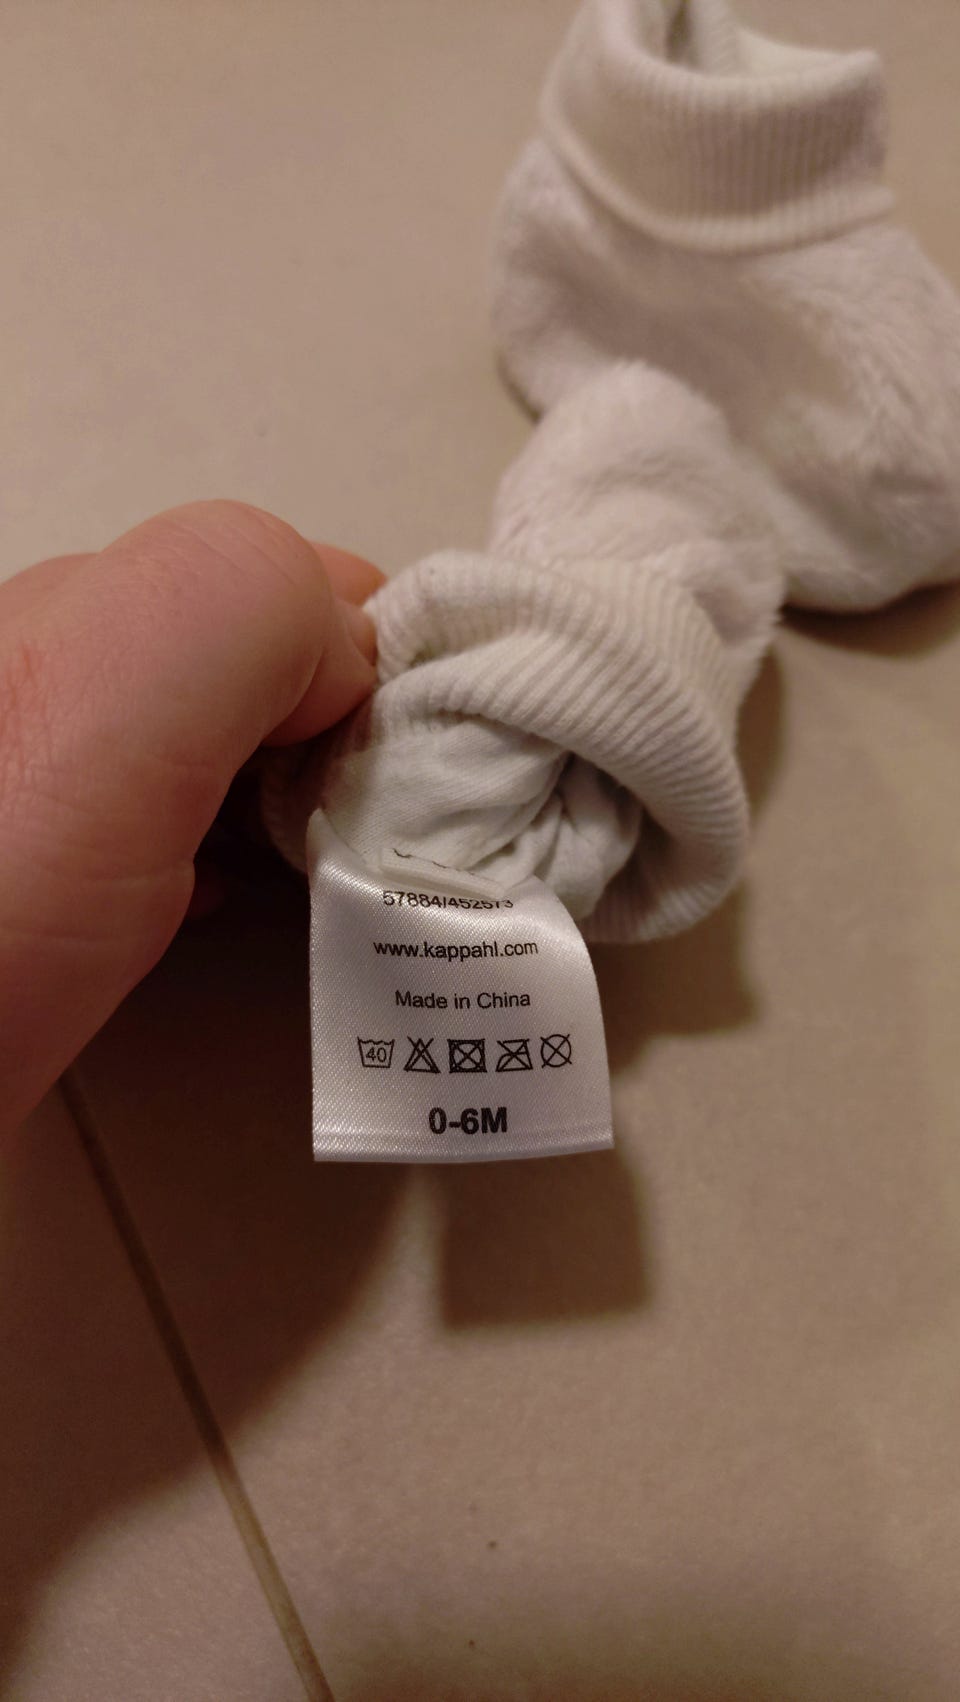 57884/452573
www.kappahl.com
Made in China
40
0-6M